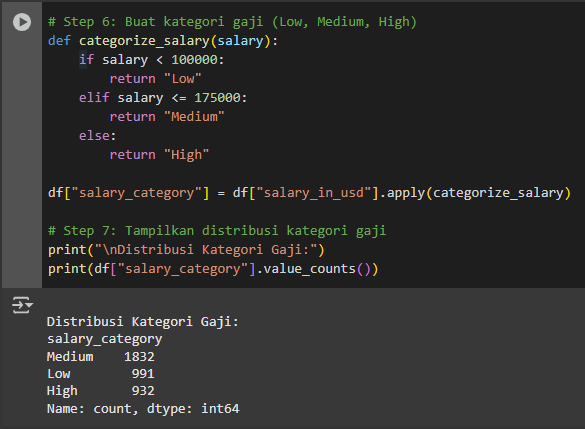 # Step 6: Buat kategori gaji (Low, Medium, High)
def categorize_salary(salary):
    if salary < 100000:
        return "Low"
    elif salary <= 175000:
        return "Medium"
    else:
        return "High"

df["salary_category"] = df["salary_in_usd"].apply(categorize_salary)

# Step 7: Tampilkan distribusi kategori gaji
print("\nDistribusi Kategori Gaji:")
print(df["salary_category"].value_counts())

Distribusi Kategori Gaji:
salary_category
Medium    1832
Low        991
High       932
Name: count, dtype: int64